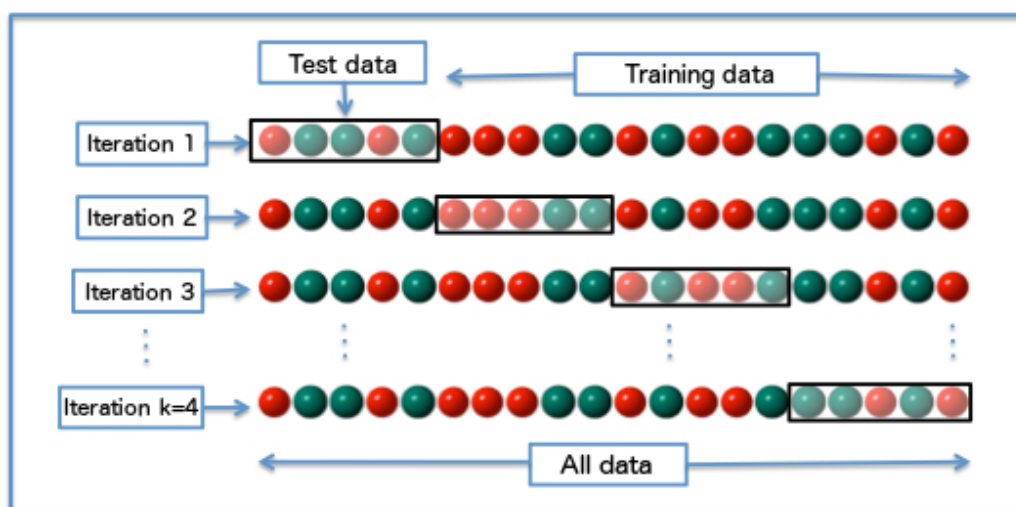 Test data
Training data
Iteration 1
Iteration 2
Iteration 3
Iteration k=4
All data